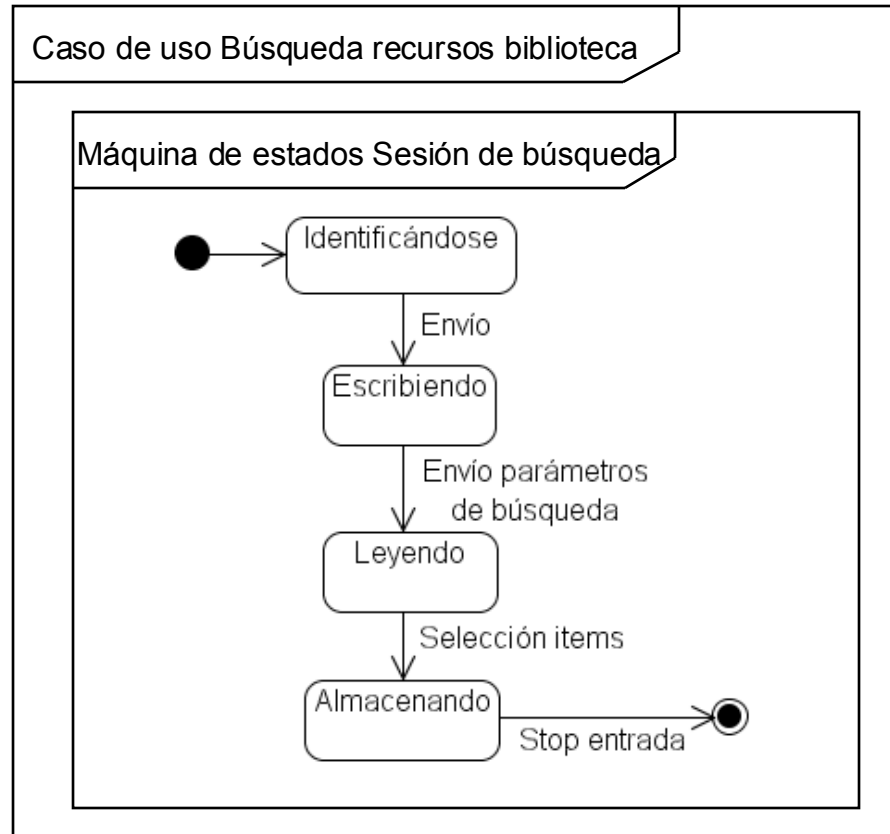 Caso de uso Búsqueda recursos biblioteca
Máquina de estados Sesión de búsqueda
Identificándose
Envío
Escribiendo
Envío parámetros
de búsqueda
Leyendo
Selección items
Almacenando
Stop entrada